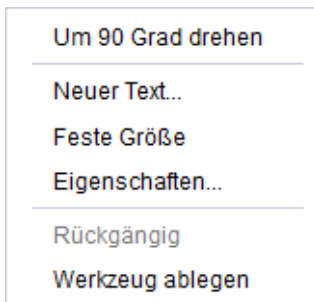 Um 90 Grad drehen
Neuer Text...
Feste Größe
Eigenschaften...
Rückgängig
Werkzeug ablegen